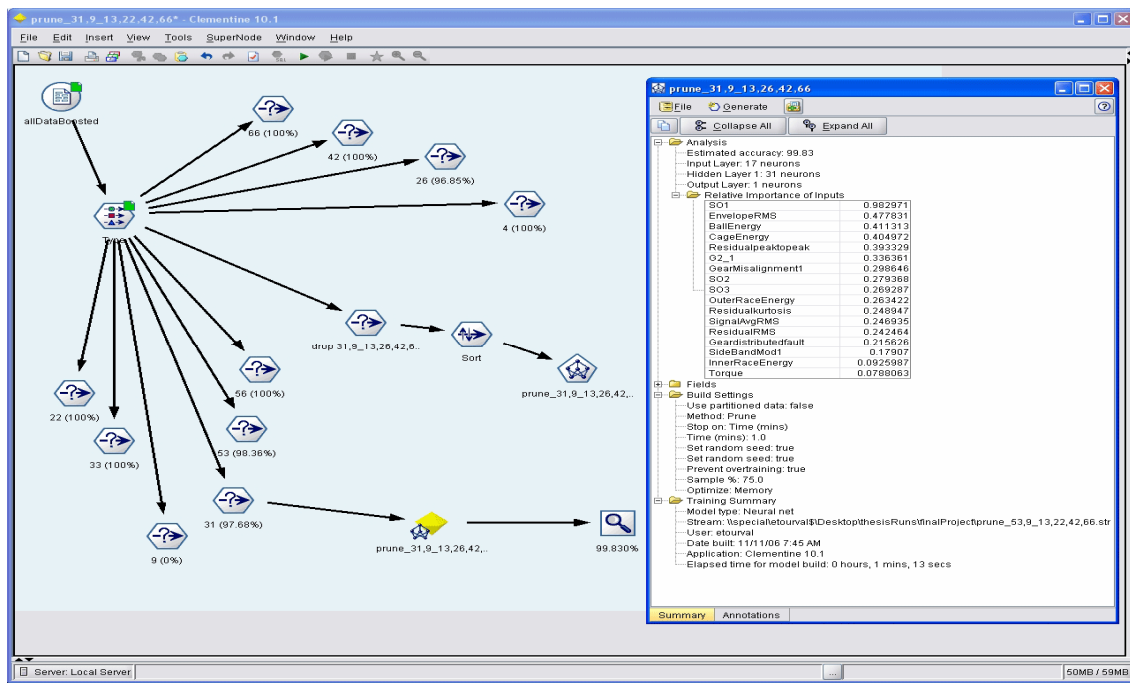 prune_31,9_13,22,42,66* - Clementine 10.1
File Edit Insert View Tools SuperNode Window Help
allDataBoosted
66 (100%)
42 (100%)
26 (96.85%)
4 (100%)
Type
drup 31,9_13,26,42,6..
Sort
prune_31,9_13,26,42,..
56 (100%)
22 (100%)
53 (98.36%)
33 (100%)
31 (97.68%)
prune_31,9_13,26,42,..
99.830%
9 (0%)
prune_31,9_13,26,42,66
File Generate
Collapse All Expand All
Analysis
Estimated accuracy: 99.83
Input Layer: 17 neurons
Hidden Layer 1: 31 neurons
Output Layer: 1 neurons
Relative Importance of Inputs
SO1 0.982971
EnvelopeRMS 0.477831
BallEnergy 0.411313
CageEnergy 0.404972
Residualpeaktopeak 0.393329
G2_1 0.336361
GearMisalignment1 0.298646
SO2 0.279368
SO3 0.269287
OuterRaceEnergy 0.263422
Residualkurtosis 0.248947
SignalAvgRMS 0.246935
ResidualRMS 0.242464
Geardistributedfault 0.215626
SideBandMod1 0.17907
InnerRaceEnergy 0.0925987
Torque 0.0788063
Fields
Build Settings
Use partitioned data: false
Method: Prune
Stop on: Time (mins)
Time (mins): 1.0
Set random seed: true
Set random seed: true
Prevent overtraining: true
Sample %: 75.0
Optimize: Memory
Training Summary
Model type: Neural net
Stream: \\special\etourval$\Desktop\thesisRuns\finalProject\prune_53,9_13,22,42,66.str
User: etourval
Date built: 11/11/06 7:45 AM
Application: Clementine 10.1
Elapsed time for model build: 0 hours, 1 mins, 13 secs
Summary Annotations
Server: Local Server
...
50MB / 59MB